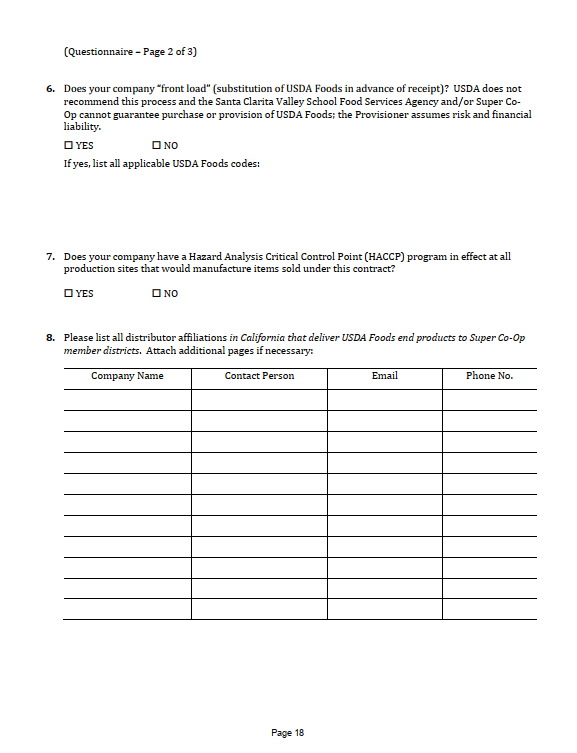 (Questionnaire – Page 2 of 3)
6. Does your company “front load” (substitution of USDA Foods in advance of receipt)? USDA does not
recommend this process and the Santa Clarita Valley School Food Services Agency and/or Super Co-
Op cannot guarantee purchase or provision of USDA Foods; the Provisioner assumes risk and financial
liability.
☐ YES ☐ NO
If yes, list all applicable USDA Foods codes:
7. Does your company have a Hazard Analysis Critical Control Point (HACCP) program in effect at all
production sites that would manufacture items sold under this contract?
☐ YES ☐ NO
8. Please list all distributor affiliations in California that deliver USDA Foods end products to Super Co-Op
member districts. Attach additional pages if necessary:
Company Name Contact Person Email Phone No.
Page 18